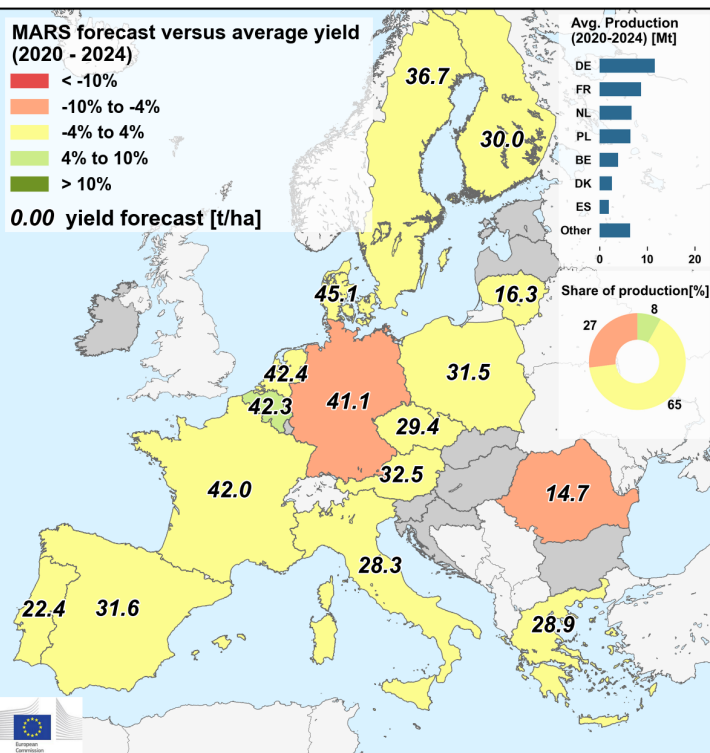 MARS forecast versus average yield
(2020 - 2024)
< -10%
-10% to -4%
-4% to 4%
4% to 10%
> 10%
0.00 yield forecast [t/ha]
Avg. Production
(2020-2024) [Mt]
DE
FR
NL
PL
BE
DK
ES
Other
0 10 20
Share of production[%]
8
27
65
36.7
30.0
45.1
16.3
42.4
42.3
41.1
31.5
29.4
32.5
42.0
14.7
28.3
22.4
31.6
28.9
European
Commission